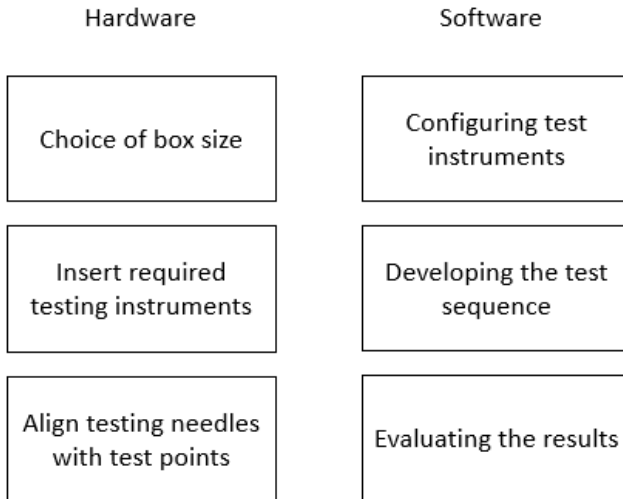 Hardware
Software
Choice of box size
Configuring test
instruments
Insert required
testing instruments
Developing the test
sequence
Align testing needles
with test points
Evaluating the results